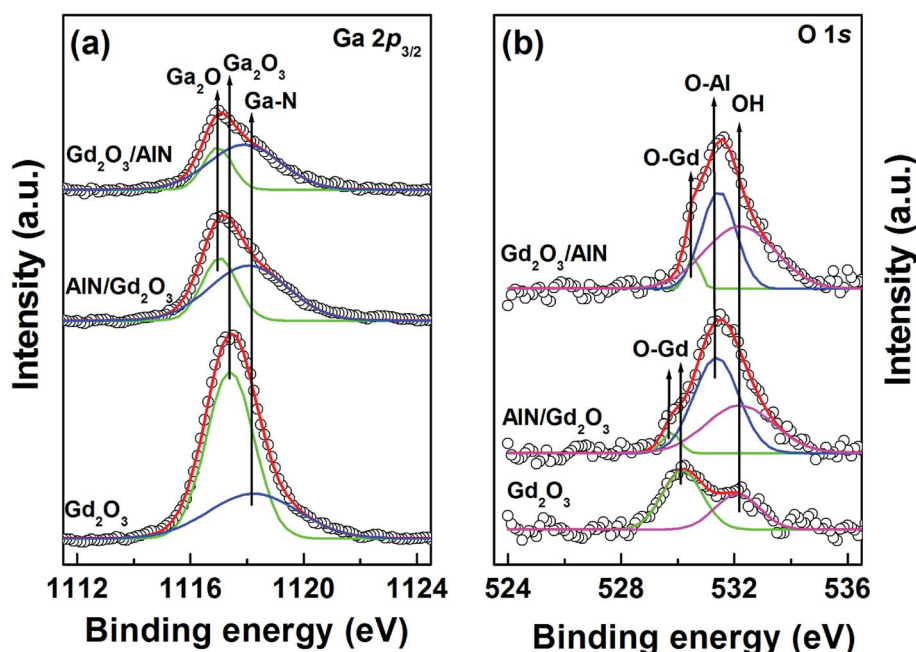 (a)
Ga 2p₃/₂
Ga₂O
Ga₂O₃
Ga-N
Gd₂O₃/AlN
AlN/Gd₂O₃
Gd₂O₃
Intensity (a.u.)
1112 1116 1120 1124
Binding energy (eV)
(b)
O 1s
O-Al
OH
O-Gd
Gd₂O₃/AlN
O-Gd
AlN/Gd₂O₃
Gd₂O₃
Intensity (a.u.)
524 528 532 536
Binding energy (eV)
Intensity (a.u.)